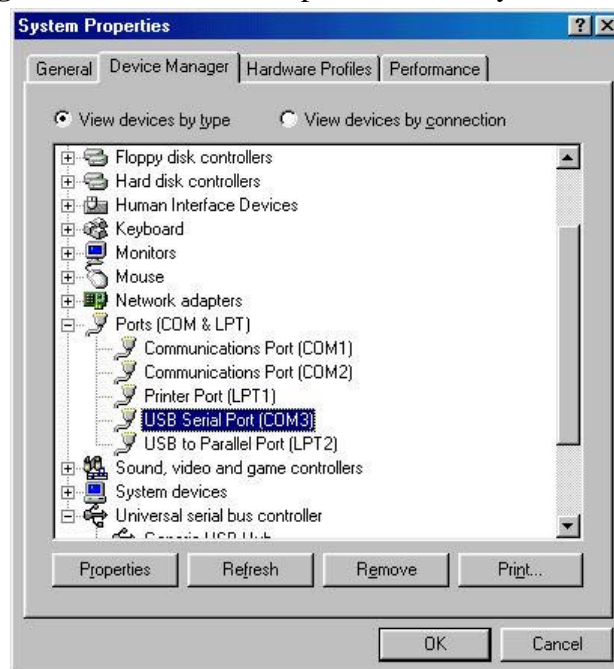 System Properties
General Device Manager Hardware Profiles Performance
View devices by type View devices by connection
Floppy disk controllers
Hard disk controllers
Human Interface Devices
Keyboard
Monitors
Mouse
Network adapters
Ports (COM & LPT)
Communications Port (COM1)
Communications Port (COM2)
Printer Port (LPT1)
USB Serial Port (COM3)
USB to Parallel Port (LPT2)
Sound, video and game controllers
System devices
Universal serial bus controller
Properties Refresh Remove Print...
OK Cancel